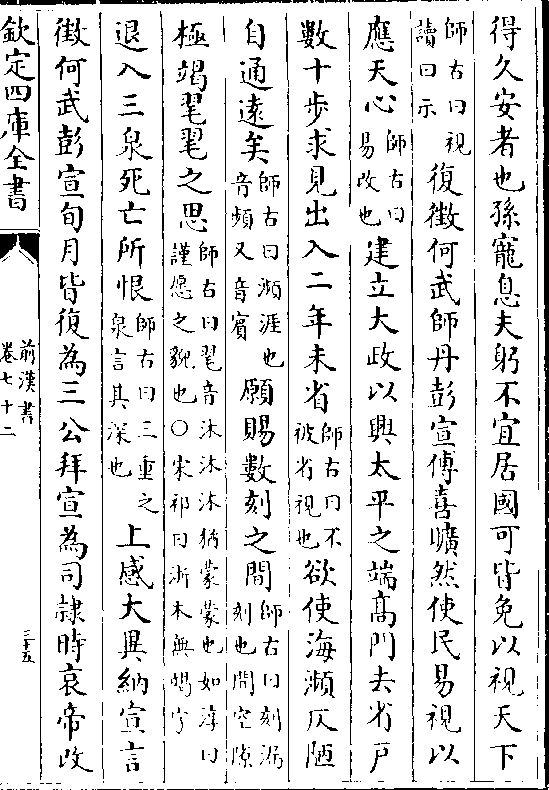 得久安者也孫寵息夫躬不宜居國可皆免以視天下
師古曰視讀曰示復徵何武師丹彭宣傅喜曠然使民易視以
應天心師古曰易改也建立大政以興太平之端高門去省戶
數十步求見出入二年未省師古曰不被省視也欲使海瀕仄陋
自通遠矣師古曰瀕涯也音頻又音賓願賜數刻之間師古曰刻漏刻也間空隙
極竭毣毣之思師古曰毣音沐沐沐猶蒙蒙也如淳曰謹愿之貌也○宋祁曰浙本無竭字
退入三泉死亡所恨師古曰三重之泉言其深也上感大異納宣言
徵何武彭宣旬月皆復為三公拜宣為司隷時哀帝改
欽定四庫全書
前漢書
卷七十二
三十五